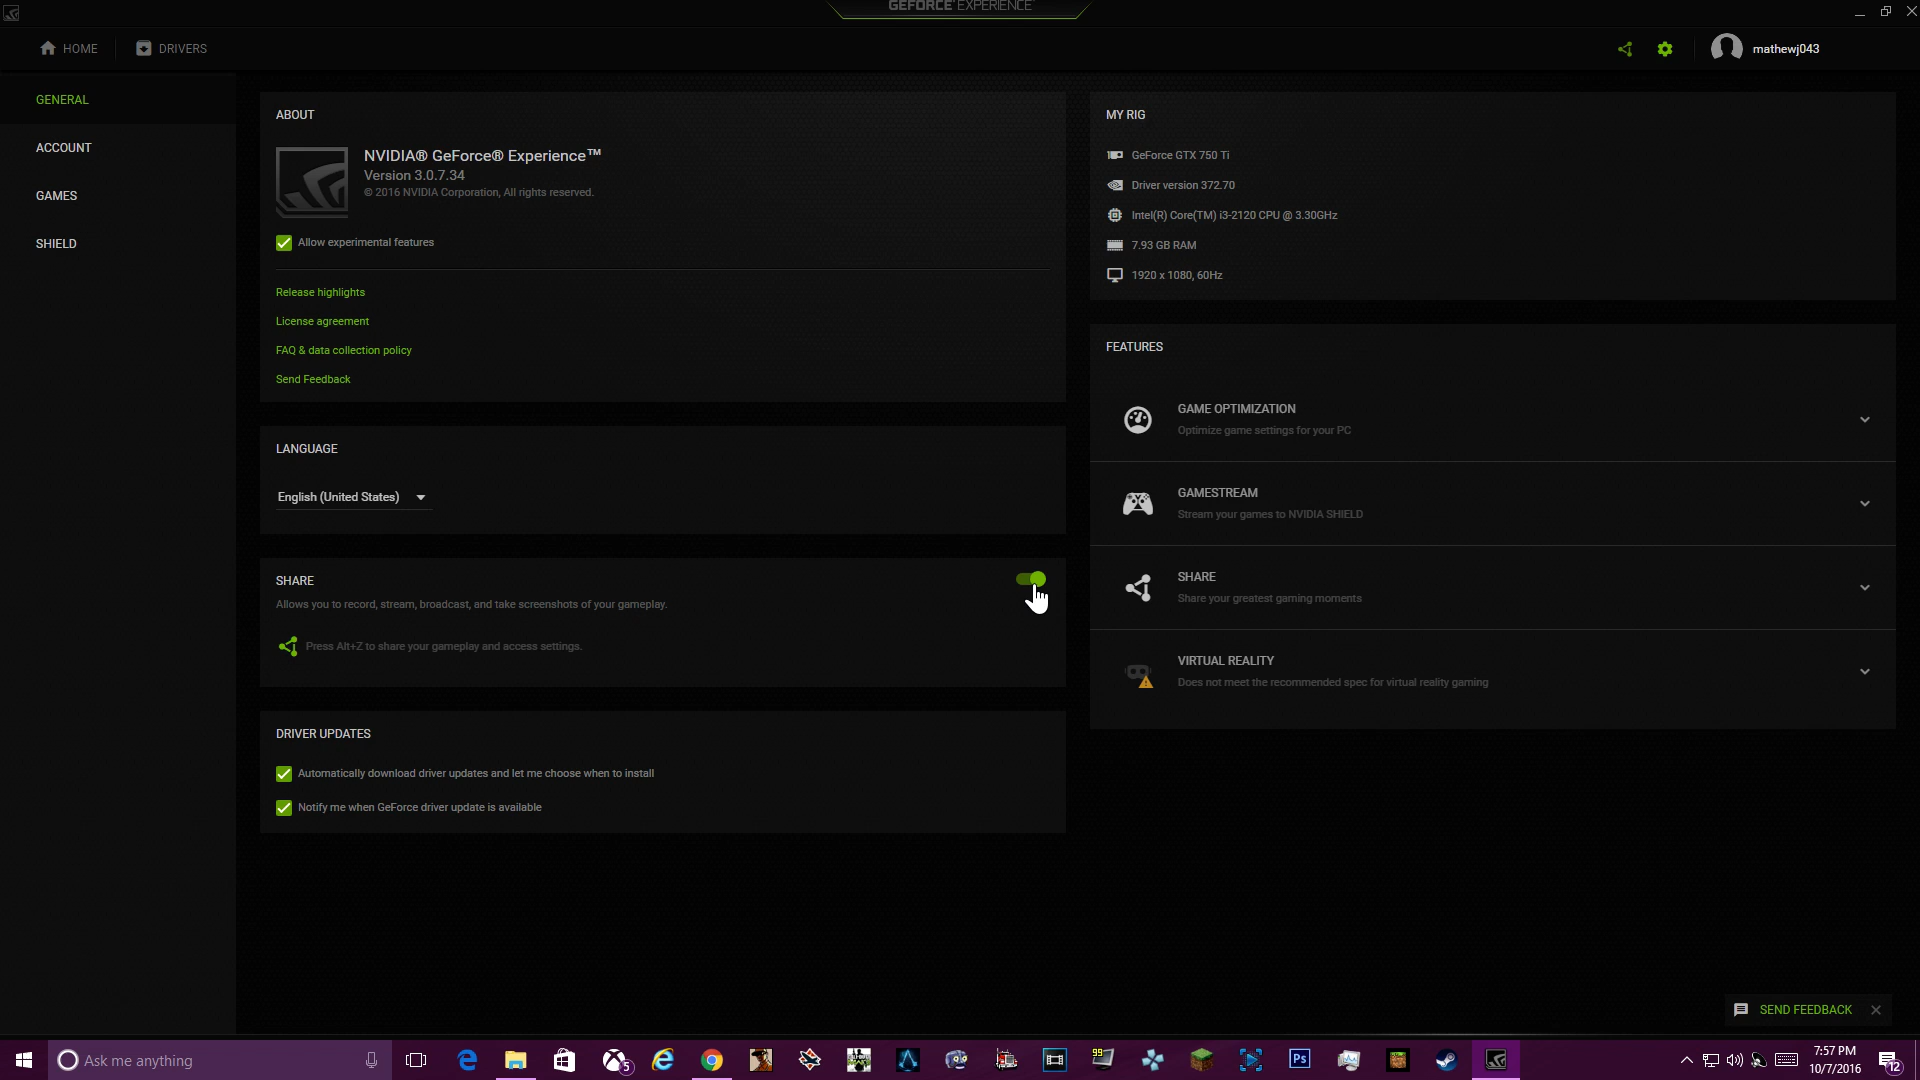 GEFORCE® EXPERIENCE™
HOME
DRIVERS
mathewj043
GENERAL
ACCOUNT
GAMES
SHIELD
ABOUT
NVIDIA® GeForce® Experience™
Version 3.0.7.34
© 2016 NVIDIA Corporation, All rights reserved.
Allow experimental features
Release highlights
License agreement
FAQ & data collection policy
Send Feedback
LANGUAGE
English (United States)
SHARE
Allows you to record, stream, broadcast, and take screenshots of your gameplay.
Press Alt+Z to share your gameplay and access settings.
DRIVER UPDATES
Automatically download driver updates and let me choose when to install
Notify me when GeForce driver update is available
MY RIG
GeForce GTX 750 Ti
Driver version 372.70
Intel(R) Core(TM) i3-2120 CPU @ 3.30GHz
7.93 GB RAM
1920 x 1080, 60Hz
FEATURES
GAME OPTIMIZATION
Optimize game settings for your PC
GAMESTREAM
Stream your games to NVIDIA SHIELD
SHARE
Share your greatest gaming moments
VIRTUAL REALITY
Does not meet the recommended spec for virtual reality gaming
SEND FEEDBACK
Ask me anything
5
99
Ps
7:57 PM
10/7/2016
12